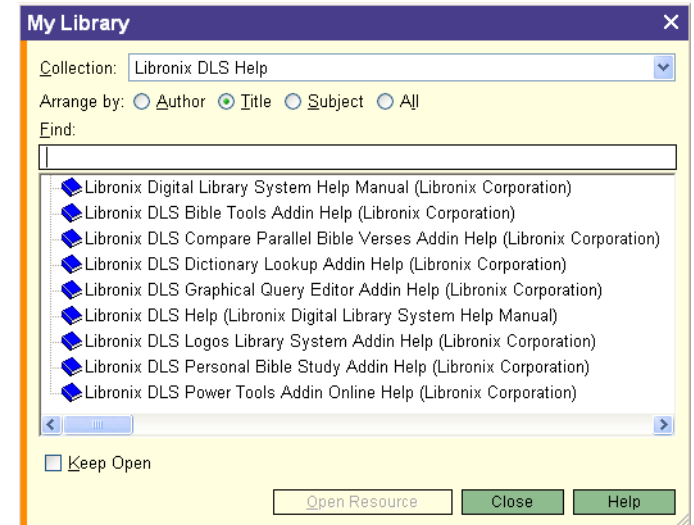 My Library
Collection: Libronix DLS Help
Arrange by: Author Title Subject All
Find:
Libronix Digital Library System Help Manual (Libronix Corporation)
Libronix DLS Bible Tools Addin Help (Libronix Corporation)
Libronix DLS Compare Parallel Bible Verses Addin Help (Libronix Corporation)
Libronix DLS Dictionary Lookup Addin Help (Libronix Corporation)
Libronix DLS Graphical Query Editor Addin Help (Libronix Corporation)
Libronix DLS Help (Libronix Digital Library System Help Manual)
Libronix DLS Logos Library System Addin Help (Libronix Corporation)
Libronix DLS Personal Bible Study Addin Help (Libronix Corporation)
Libronix DLS Power Tools Addin Online Help (Libronix Corporation)
Keep Open
Open Resource Close Help